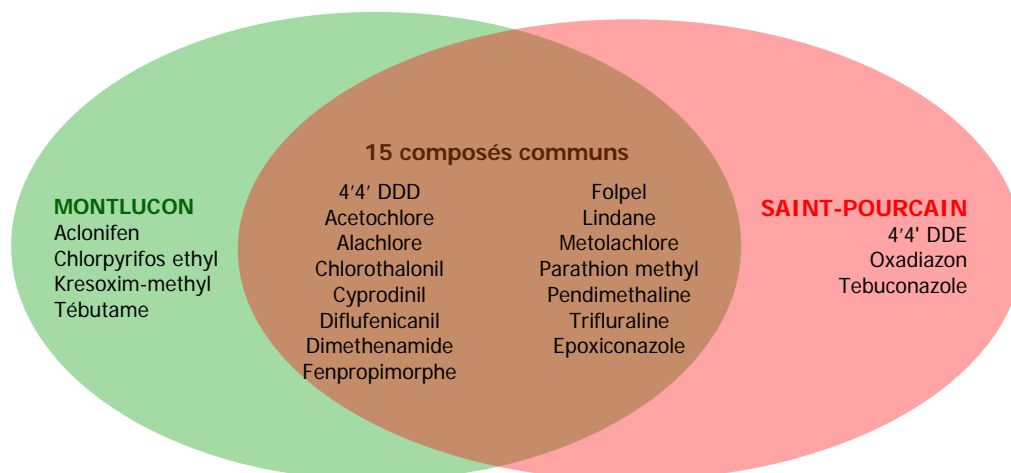 15 composés communs
MONTLUCON
Aclonifen
Chlorpyrifos ethyl
Kresoxim-methyl
Tébutame
4'4' DDD
Acetochlore
Alachlore
Chlorothalonil
Cyprodinil
Diflufenicanil
Dimethenamide
Fenpropimorphe
Folpel
Lindane
Metolachlore
Parathion methyl
Pendimethaline
Trifluraline
Epoxiconazole
SAINT-POURCAIN
4'4' DDE
Oxadiazon
Tebuconazole